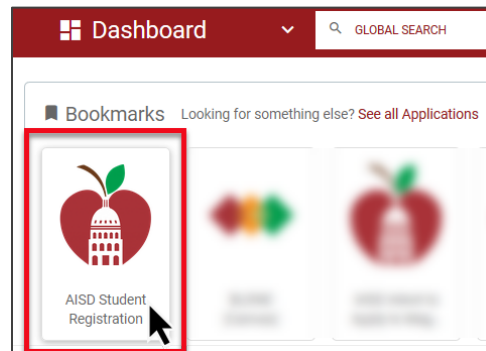 Dashboard
GLOBAL SEARCH
Bookmarks Looking for something else? See all Applications
AISD Student
Registration